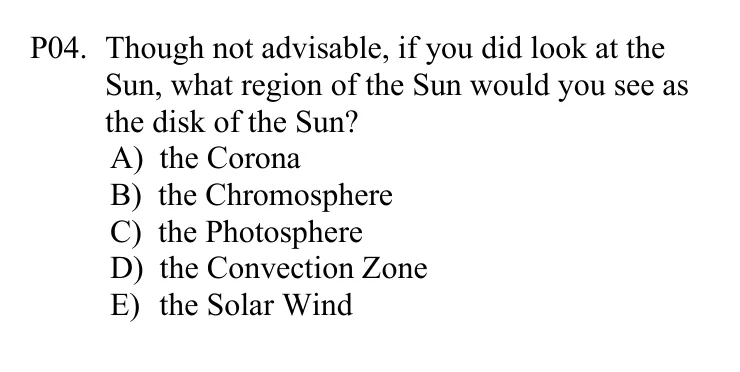 P04. Though not advisable, if you did look at the
Sun, what region of the Sun would you see as
the disk of the Sun?
A) the Corona
B) the Chromosphere
C) the Photosphere
D) the Convection Zone
E) the Solar Wind